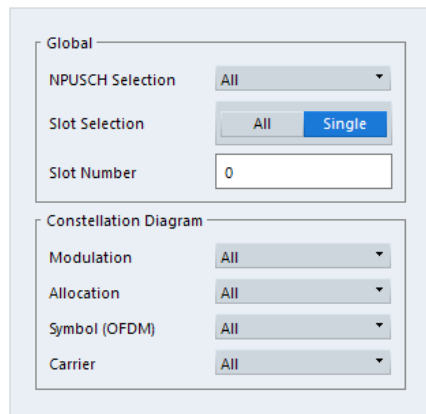 Global
NPUSCH Selection All
Slot Selection All Single
Slot Number 0
Constellation Diagram
Modulation All
Allocation All
Symbol (OFDM) All
Carrier All